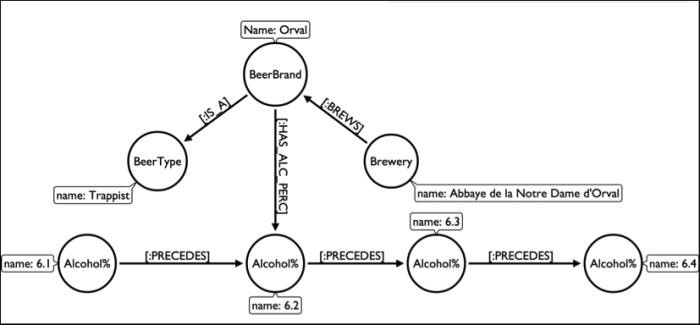 Name: Orval
BeerBrand
[:IS_A]
[:HAS_ALC_PERC]
[:BREWS]
BeerType
Brewery
name: Trappist
name: Abbaye de la Notre Dame d'Orval
name: 6.3
name: 6.1
Alcohol%
[:PRECEDES]
Alcohol%
[:PRECEDES]
Alcohol%
[:PRECEDES]
Alcohol%
name: 6.4
name: 6.2